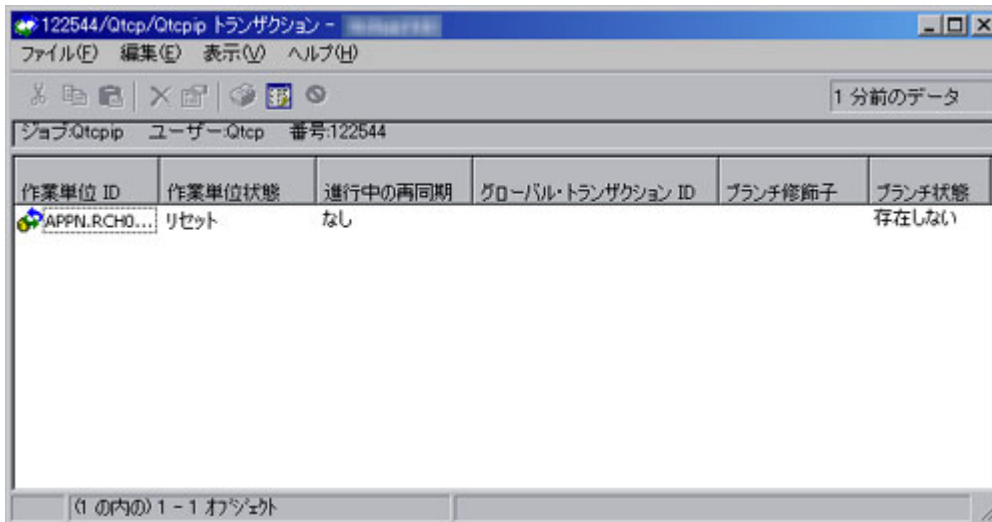 122544/Qtcp/Qtcpip トランザクション -
ファイル(F) 編集(E) 表示(V) ヘルプ(H)
1 分前のデータ
ジョブ:Qtcpip ユーザー:Qtcp 番号:122544
作業単位 ID 作業単位状態 進行中の再同期 グローバル・トランザクション ID ブランチ修飾子 ブランチ状態
APPN.RCH0... リセット なし 存在しない
(1 の内の) 1 - 1 オブジェクト